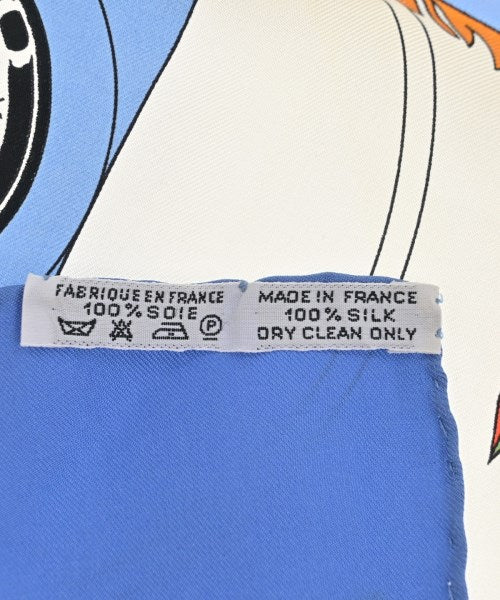 FABRIQUE EN FRANCE
100% SOIE
P
MADE IN FRANCE
100% SILK
DRY CLEAN ONLY